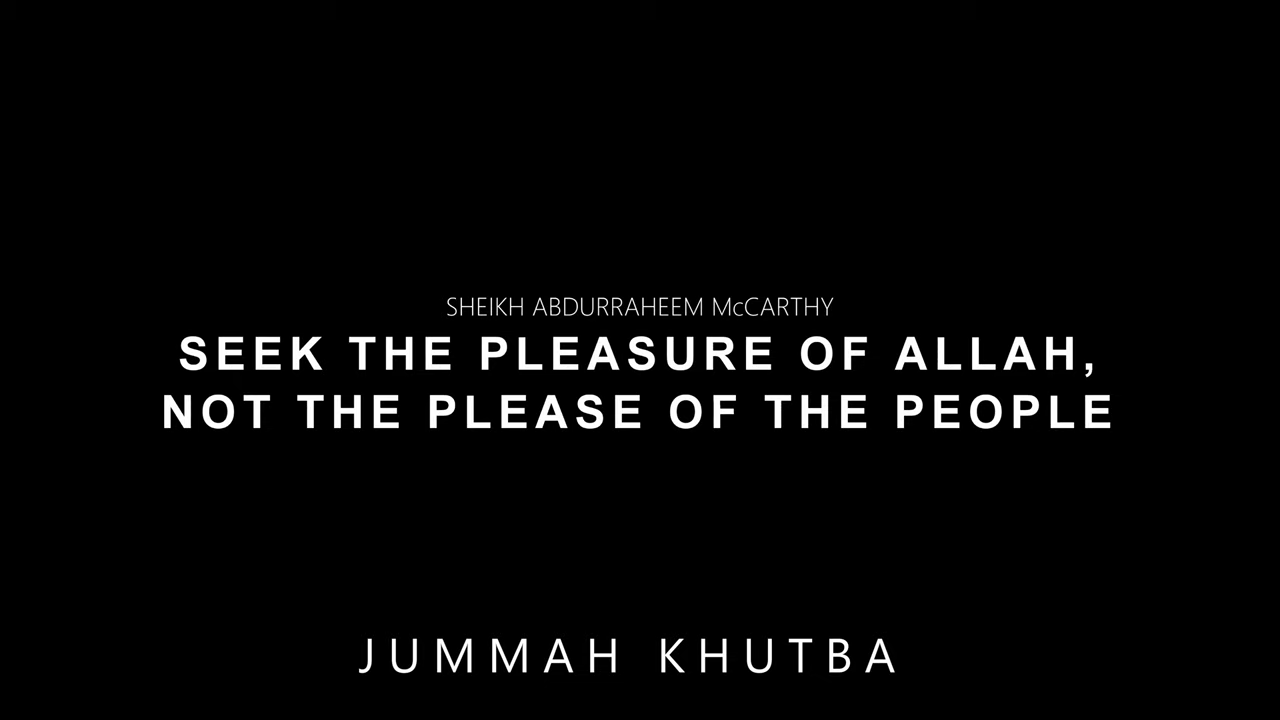 SHEIKH ABDURRAHEEM McCARTHY
SEEK THE PLEASURE OF ALLAH,
NOT THE PLEASE OF THE PEOPLE
JUMMAH KHUTBA